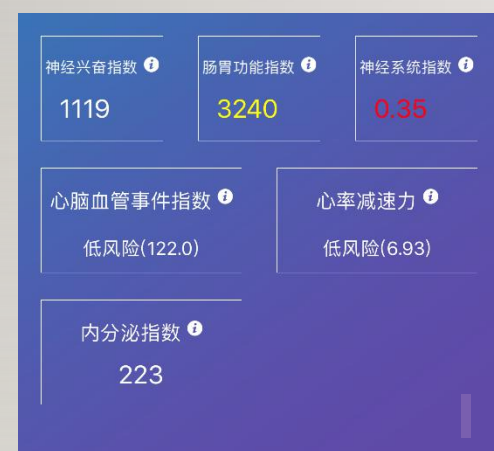 神经兴奋指数 肠胃功能指数 神经系统指数
1119 3240 0.35
心脑血管事件指数 心率减速力
低风险(122.0) 低风险(6.93)
内分泌指数
223